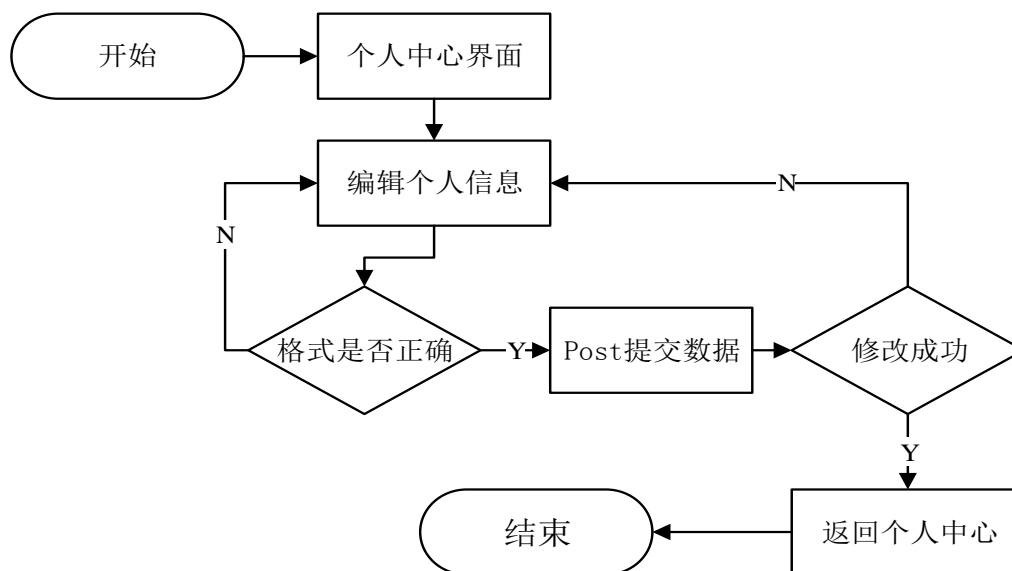 开始
个人中心界面
编辑个人信息
N
N
格式是否正确
Y
Post提交数据
修改成功
Y
结束
返回个人中心